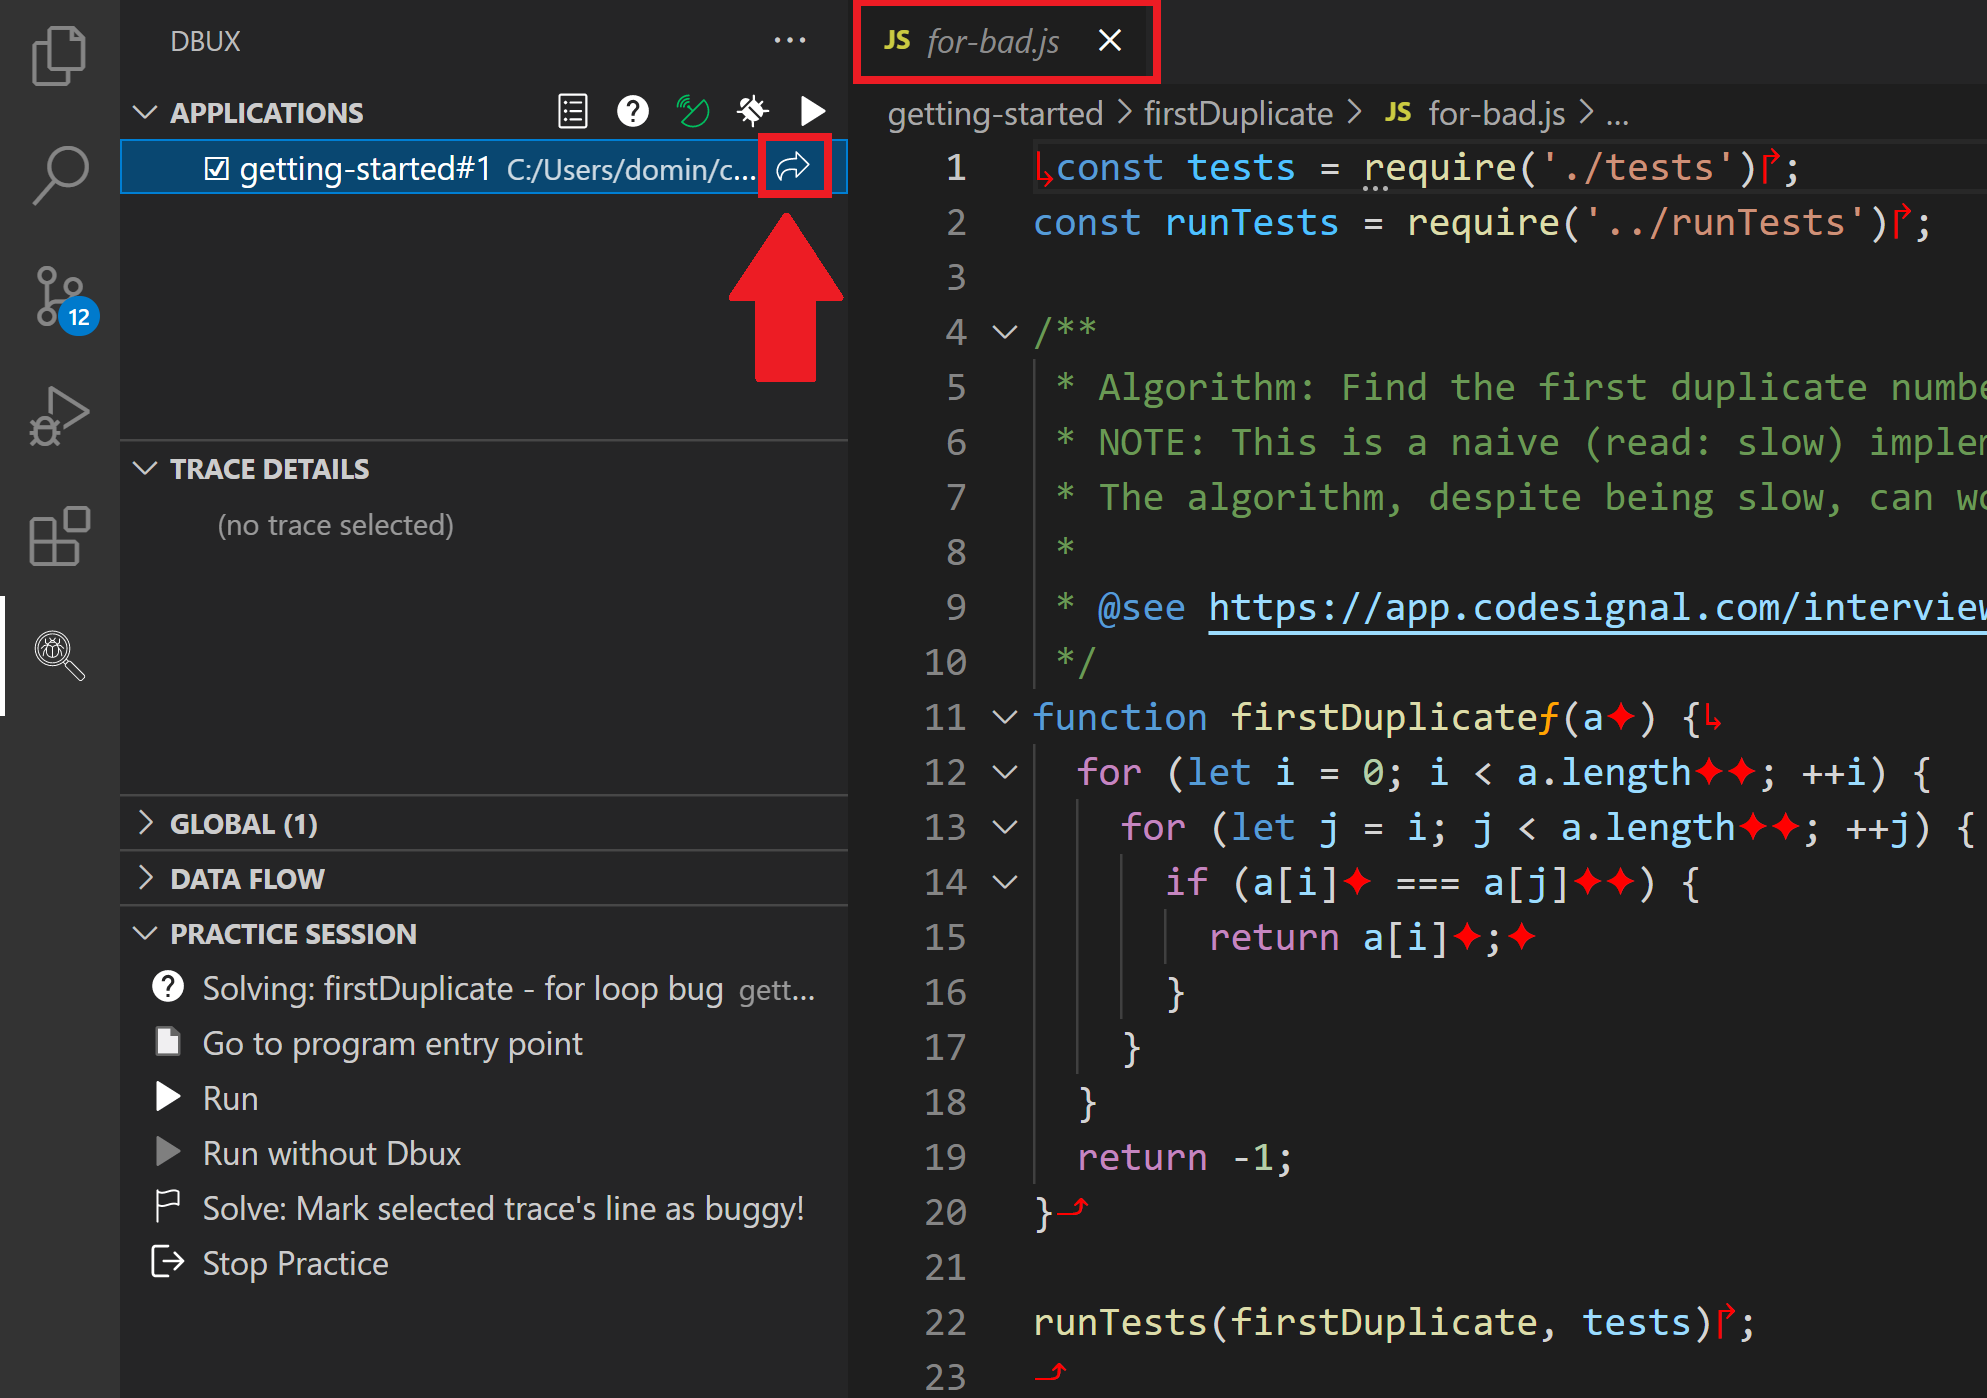 DBUX
APPLICATIONS
getting-started#1 C:/Users/domin/c...
12
TRACE DETAILS
(no trace selected)
GLOBAL (1)
DATA FLOW
PRACTICE SESSION
Solving: firstDuplicate - for loop bug gett...
Go to program entry point
Run
Run without Dbux
Solve: Mark selected trace's line as buggy!
Stop Practice
JS for-bad.js
getting-started > firstDuplicate > JS for-bad.js > ...
1 ↳const tests = require('./tests')↱;
2 const runTests = require('../runTests')↱;
3
4 /**
5 * Algorithm: Find the first duplicate numbe
6 * NOTE: This is a naive (read: slow) implem
7 * The algorithm, despite being slow, can wo
8 *
9 * @see https://app.codesignal.com/interview
10 */
11 function firstDuplicateƒ(a✦) {↳
12 for (let i = 0; i < a.length✦✦; ++i) {
13 for (let j = i; j < a.length✦✦; ++j) {
14 if (a[i]✦ === a[j]✦✦) {
15 return a[i]✦;✦
16 }
17 }
18 }
19 return -1;
20 }⤴
21
22 runTests(firstDuplicate, tests)↱;
23 ⤴